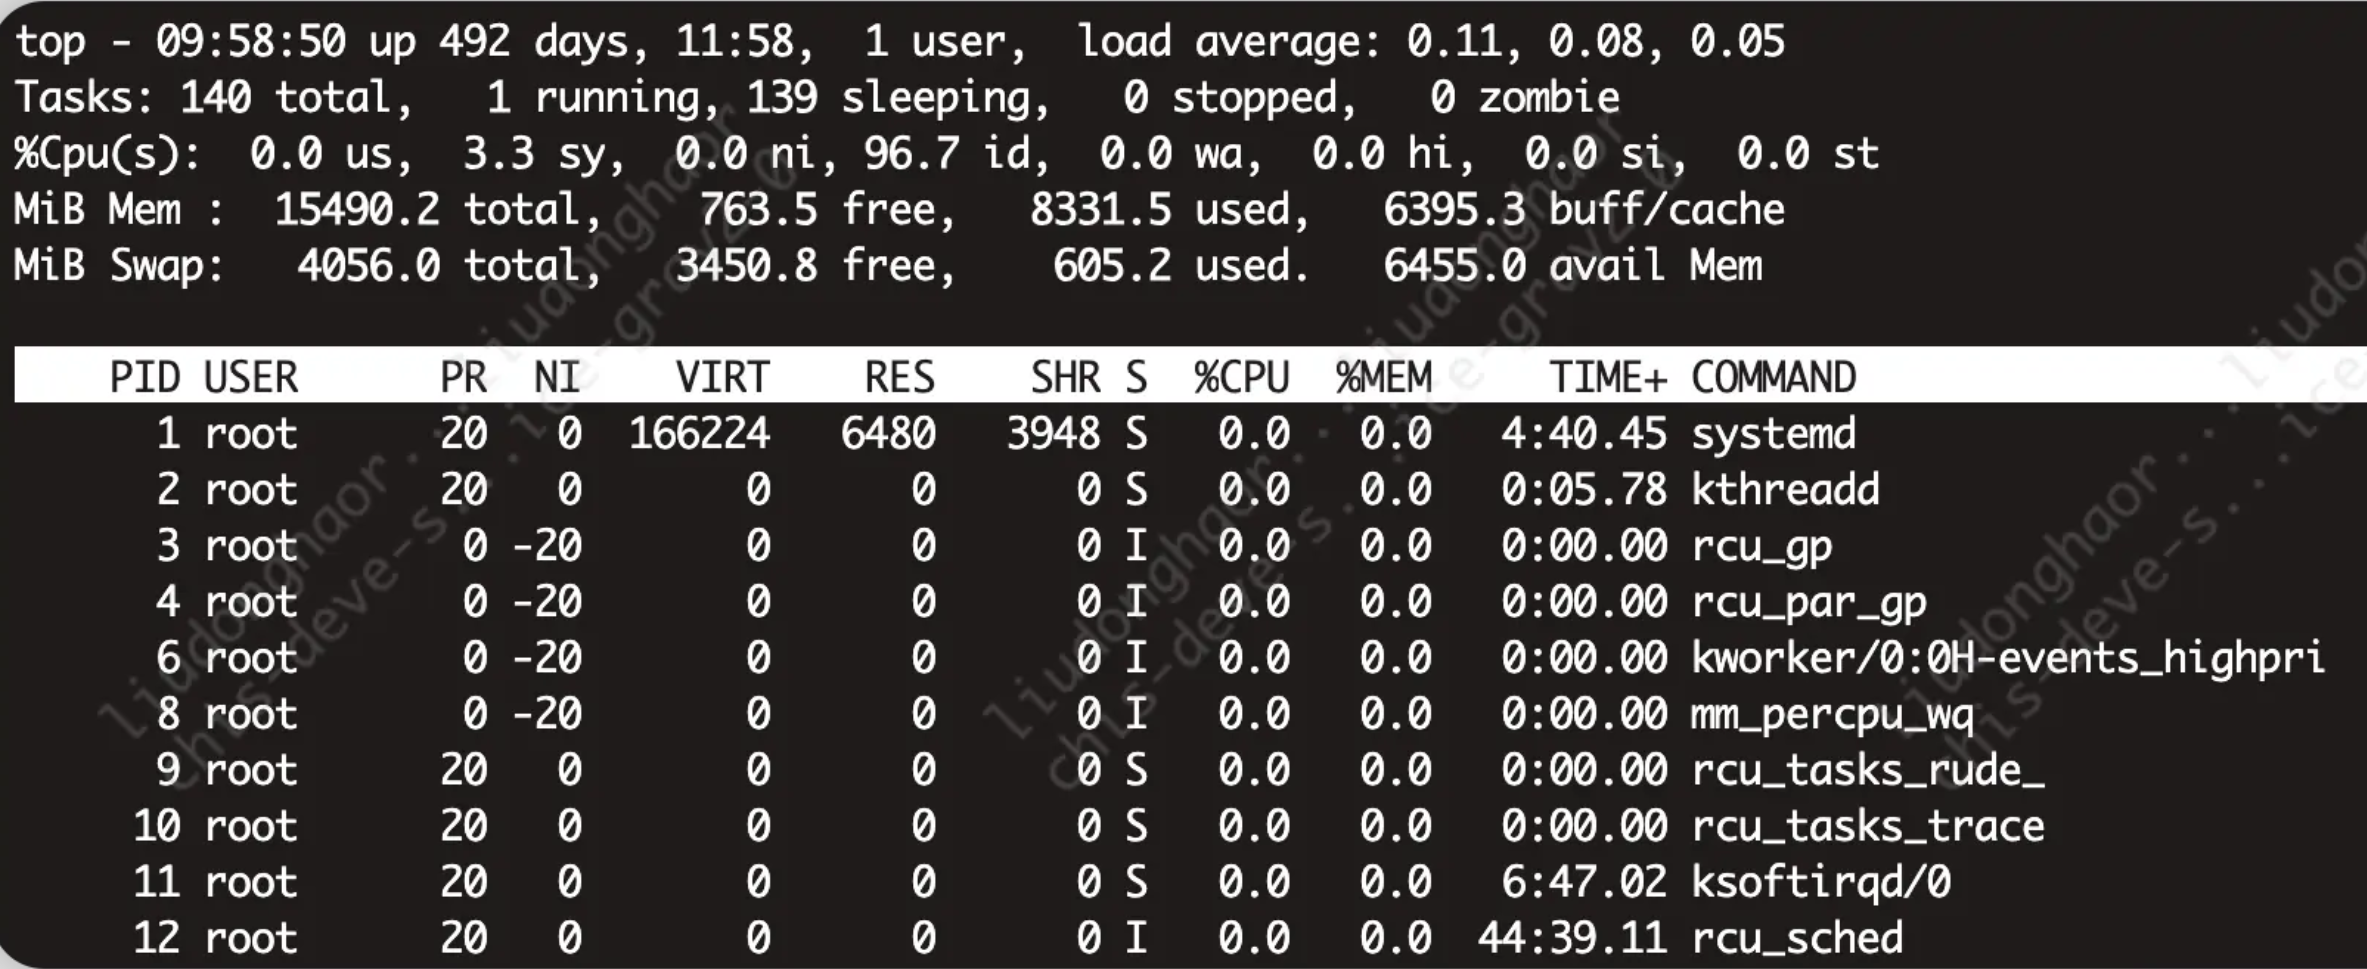 top - 09:58:50 up 492 days, 11:58,  1 user,  load average: 0.11, 0.08, 0.05
Tasks: 140 total,   1 running, 139 sleeping,   0 stopped,   0 zombie
%Cpu(s):  0.0 us,  3.3 sy,  0.0 ni, 96.7 id,  0.0 wa,  0.0 hi,  0.0 si,  0.0 st
MiB Mem :  15490.2 total,    763.5 free,   8331.5 used,   6395.3 buff/cache
MiB Swap:   4056.0 total,   3450.8 free,    605.2 used.   6455.0 avail Mem
PID USER      PR  NI    VIRT    RES    SHR S  %CPU  %MEM     TIME+ COMMAND
1 root      20   0  166224   6480   3948 S   0.0   0.0   4:40.45 systemd
2 root      20   0       0      0      0 S   0.0   0.0   0:05.78 kthreadd
3 root       0 -20       0      0      0 I   0.0   0.0   0:00.00 rcu_gp
4 root       0 -20       0      0      0 I   0.0   0.0   0:00.00 rcu_par_gp
6 root       0 -20       0      0      0 I   0.0   0.0   0:00.00 kworker/0:0H-events_highpri
8 root       0 -20       0      0      0 I   0.0   0.0   0:00.00 mm_percpu_wq
9 root      20   0       0      0      0 S   0.0   0.0   0:00.00 rcu_tasks_rude_
10 root      20   0       0      0      0 S   0.0   0.0   0:00.00 rcu_tasks_trace
11 root      20   0       0      0      0 S   0.0   0.0   6:47.02 ksoftirqd/0
12 root      20   0       0      0      0 I   0.0   0.0  44:39.11 rcu_sched